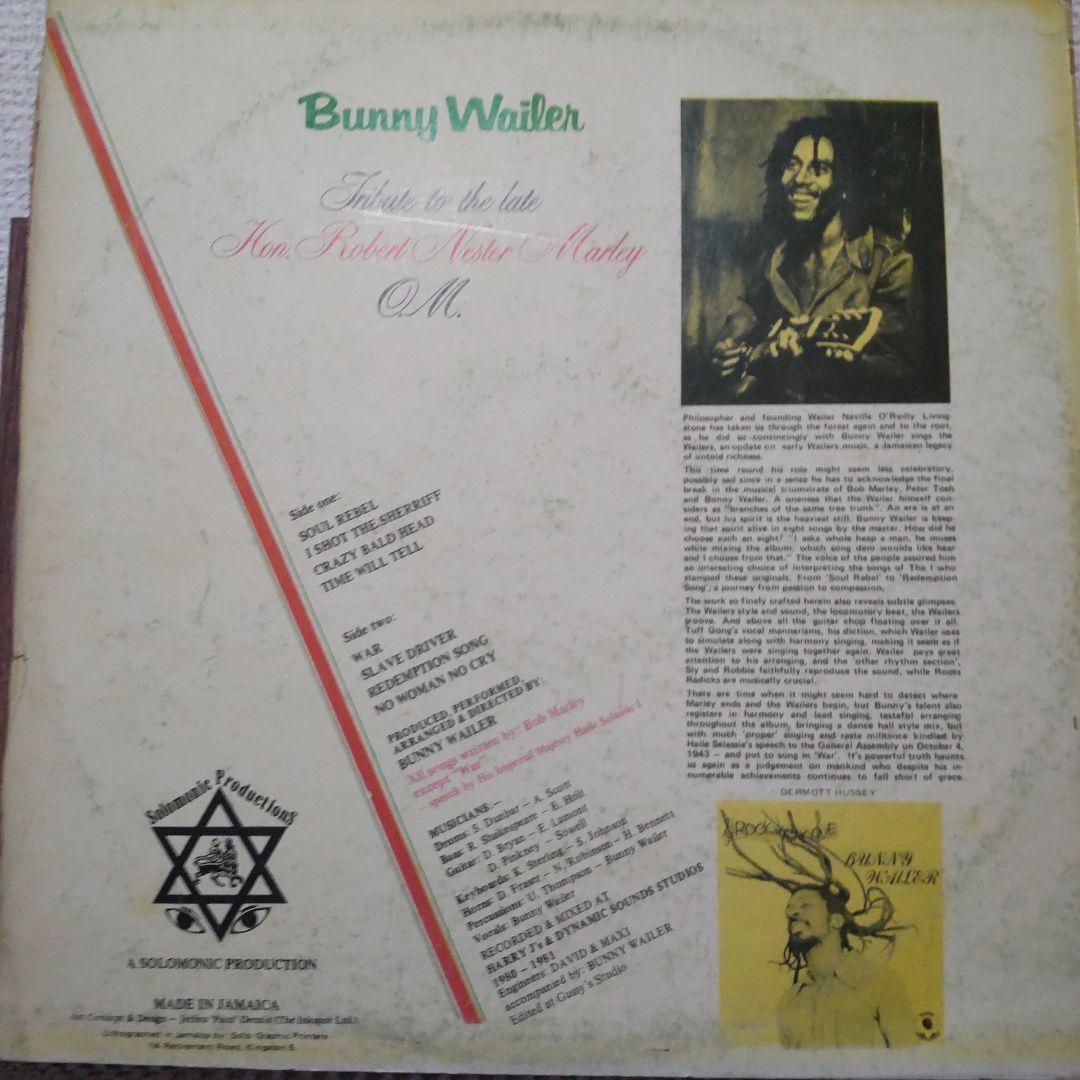 Bunny Wailer
Tribute to the late
Hon. Robert Nester Marley
O.M.
Side one:
SOUL REBEL
I SHOT THE SHERRIFF
CRAZY BALD HEAD
TIME WILL TELL
Side two:
WAR
SLAVE DRIVER
REDEMPTION SONG
NO WOMAN NO CRY
PRODUCED, PERFORMED,
ARRANGED & DIRECTED BY:
BUNNY WAILER
All songs written by: Bob Marley
except "War"
speech by His Imperial Majesty Haile Selassie I
MUSICIANS:–
Drums: S. Dunbar – A. Scott
Bass: R. Shakespeare – E. Holt
Guitar: D. Bryan – E. Lamont
D. Pinkney – Sowell
Keyboards: K. Sterling – S. Johnson
Horns: D. Fraser – N. Robinson – H. Bennett
Percussions: U. Thompson – Bunny Wailer
Vocals: Bunny Wailer
RECORDED & MIXED AT
HARRY J's & DYNAMIC SOUNDS STUDIOS
1980 – 1981
Engineers: DAVID & MAXI
accompanied by: BUNNY WAILER
Edited at Gussy's Studio
Solomonic Productions
A SOLOMONIC PRODUCTION
MADE IN JAMAICA
Art Concept & Design – Jethro 'Paco' Dennis (The Inkspot Ltd.)
Lithographed in Jamaica by: Solo Graphic Printers
Retirement Road, Kingston 5.
Philosopher and founding Wailer Neville O'Reilly Living-
stone has taken us through the forest again and to the root,
as he did so convincingly with Bunny Wailer sings the
Wailers, an update on early Wailers music, a Jamaican legacy
of untold richness.
This time round his role might seem less celebratory,
possibly sad since in a sense he has to acknowledge the final
break in the musical triumvirate of Bob Marley, Peter Tosh
and Bunny Wailer. A oneness that the Wailer himself con-
siders as "branches of the same tree trunk". An era is at an
end, but his spirit is the heaviest still. Bunny Wailer is keep-
ing that spirit alive in eight songs by the master. How did he
choose such an eight? "I asks whole heap a man, he muses
while mixing the album, which song dem woulda like hear
and I choose from that." The voice of the people assured him
an interesting choice of interpreting the songs of The I who
stamped these originals. From 'Soul Rebel' to 'Redemption
Song', a journey from passion to compassion.
The work so finely crafted herein also reveals subtle glimpses.
The Wailers style and sound, the locomotory beat, the Wailers
groove. And above all the guitar chop floating over it all.
Tuff Gong's vocal mannerisms, his diction, which Wailer uses
to simulate along with harmony singing, making it seem as if
the Wailers were singing together again. Wailer pays great
attention to his arranging, and the 'other rhythm section',
Sly and Robbie faithfully reproduce the sound, while Roots
Radicks are musically crucial.
There are time when it might seem hard to detect where
Marley ends and the Wailers begin, but Bunny's talent also
registers in harmony and lead singing, tasteful arranging
throughout the album, bringing a dance hall style mix, but
with much 'proper' singing and rasta militance kindled by
Haile Selassie's speech to the General Assembly on October 4,
1943 – and put to song in 'War'. It's powerful truth haunts
us again as a judgement on mankind who despite his in-
numerable achievements continues to fall short of grace.
DERMOTT HUSSEY
BUNNY
WAILER